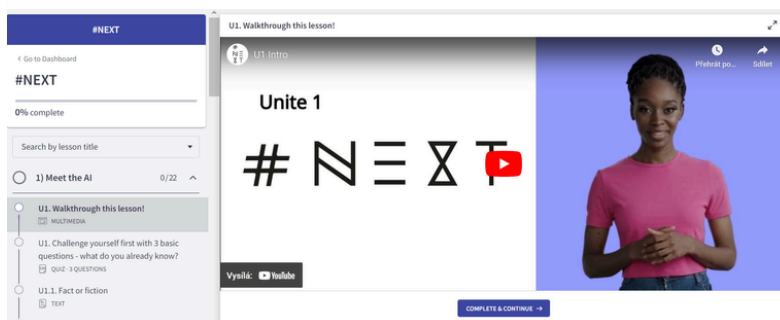 #NEXT
Go to Dashboard
#NEXT
0% complete
Search by lesson title
1) Meet the AI 0/22
U1. Walkthrough this lesson!
MULTIMEDIA
U1. Challenge yourself first with 3 basic
questions - what do you already know?
QUIZ · 3 QUESTIONS
U1.1. Fact or fiction
TEXT
U1. Walkthrough this lesson!
U1 Intro
Přehrát po...
Sdílet
Unite 1
# NEXT
Vysílá: YouTube
COMPLETE & CONTINUE →